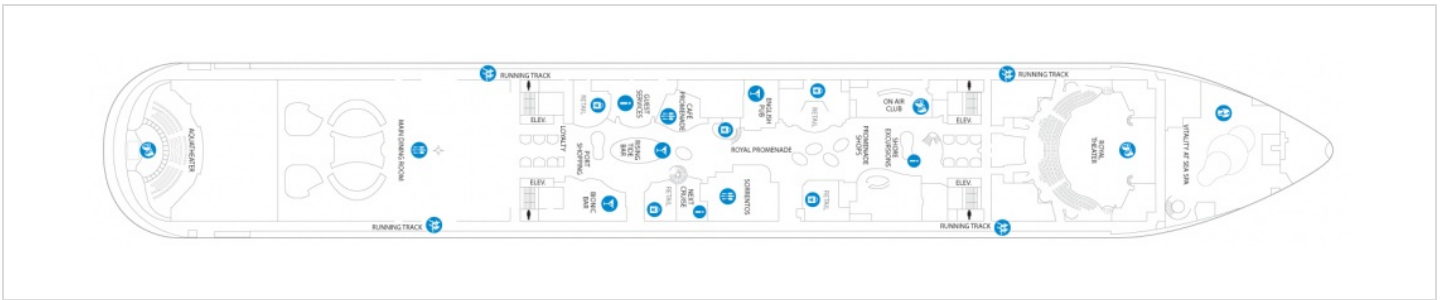 RUNNING TRACK
RUNNING TRACK
AQUATHEATER
MAIN DINING ROOM
ELEV.
ELEV.
LOYALTY
PORT
SHOPPING
RETAIL
GUEST
SERVICES
CAFE
PROMENADE
RISING
TIDE
BAR
BIONIC
BAR
RETAIL
NEXT
CRUISE
SORRENTOS
ENGLISH
PUB
ROYAL PROMENADE
RETAIL
RETAIL
PROMENADE
SHOPS
SHORE
EXCURSIONS
ON AIR
CLUB
ELEV.
ELEV.
ROYAL
THEATER
VITALITY AT SEA SPA
RUNNING TRACK
RUNNING TRACK